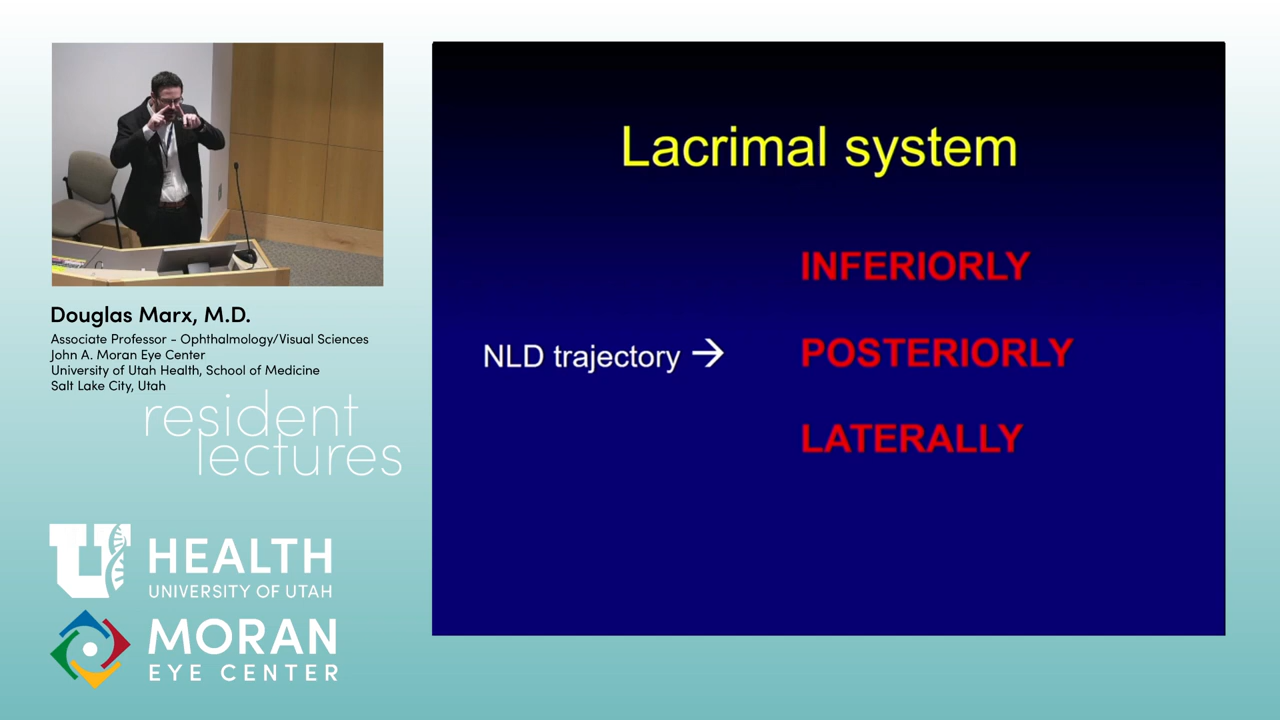 Lacrimal system
INFERIORLY
NLD trajectory → POSTERIORLY
LATERALLY
Douglas Marx, M.D.
Associate Professor - Ophthalmology/Visual Sciences
John A. Moran Eye Center
University of Utah Health, School of Medicine
Salt Lake City, Utah
resident
lectures
U HEALTH
UNIVERSITY OF UTAH
MORAN
EYE CENTER